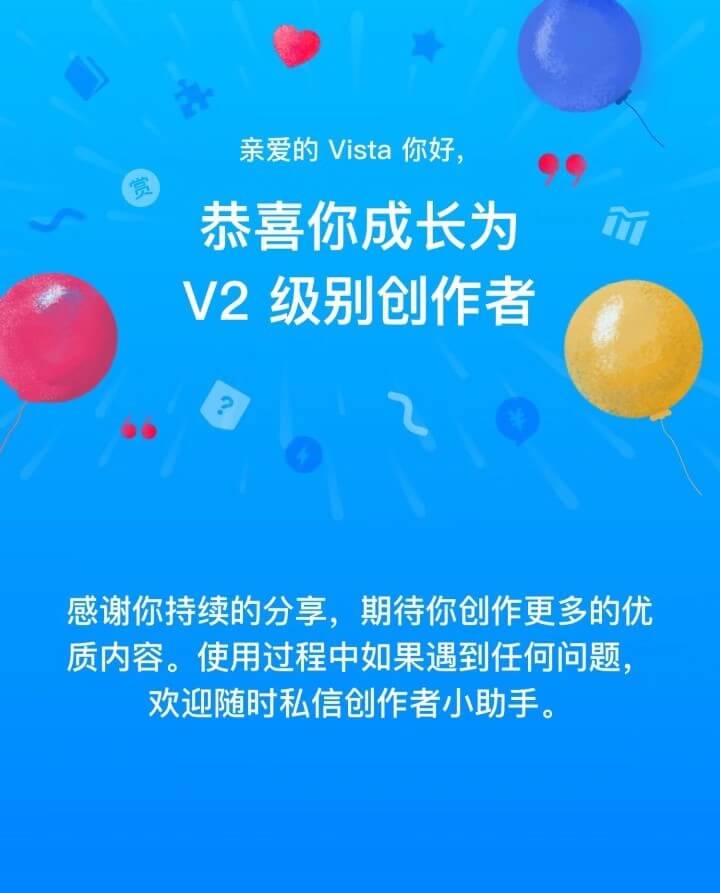 亲爱的 Vista 你好，
赏
恭喜你成长为
V2 级别创作者
?
¥
感谢你持续的分享，期待你创作更多的优
质内容。使用过程中如果遇到任何问题，
欢迎随时私信创作者小助手。